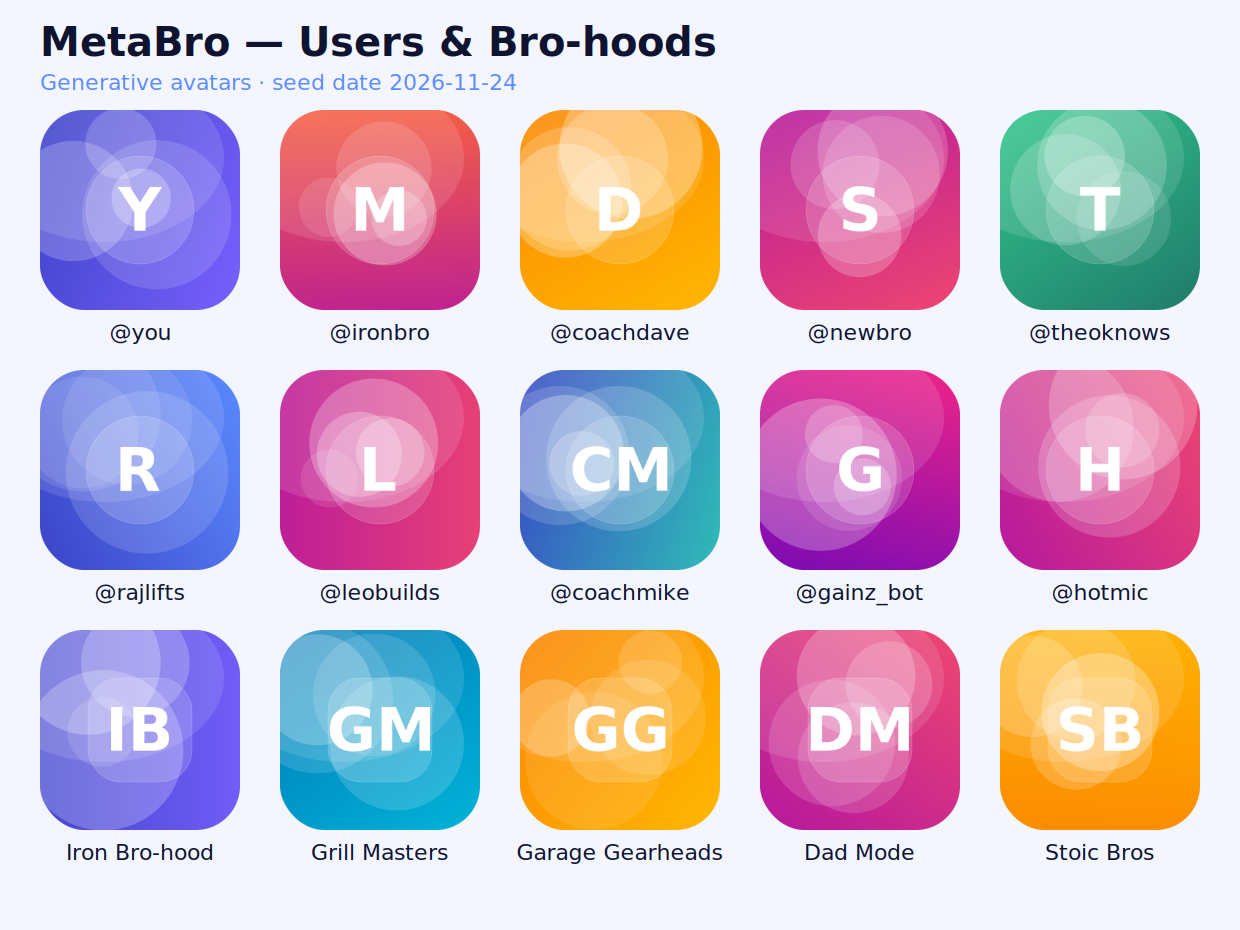 MetaBro — Users & Bro-hoods
Generative avatars · seed date 2026-11-24
Y M D S T
@you @ironbro @coachdave @newbro @theoknows
R L CM G H
@rajlifts @leobuilds @coachmike @gainz_bot @hotmic
IB GM GG DM SB
Iron Bro-hood Grill Masters Garage Gearheads Dad Mode Stoic Bros